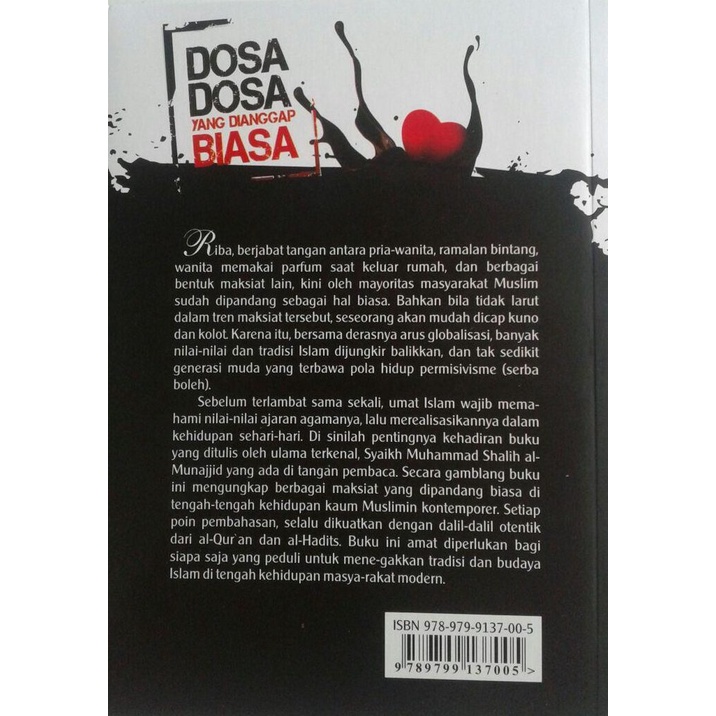 DOSA
DOSA
YANG DIANGGAP
BIASA
Riba, berjabat tangan antara pria-wanita, ramalan bintang,
wanita memakai parfum saat keluar rumah, dan berbagai
bentuk maksiat lain, kini oleh mayoritas masyarakat Muslim
sudah dipandang sebagai hal biasa. Bahkan bila tidak larut
dalam tren maksiat tersebut, seseorang akan mudah dicap kuno
dan kolot. Karena itu, bersama derasnya arus globalisasi, banyak
nilai-nilai dan tradisi Islam dijungkir balikkan, dan tak sedikit
generasi muda yang terbawa pola hidup permisivisme (serba
boleh).
Sebelum terlambat sama sekali, umat Islam wajib mema-
hami nilai-nilai ajaran agamanya, lalu merealisasikannya dalam
kehidupan sehari-hari. Di sinilah pentingnya kehadiran buku
yang ditulis oleh ulama terkenal, Syaikh Muhammad Shalih al-
Munajjid yang ada di tangan pembaca. Secara gamblang buku
ini mengungkap berbagai maksiat yang dipandang biasa di
tengah-tengah kehidupan kaum Muslimin kontemporer. Setiap
poin pembahasan, selalu dikuatkan dengan dalil-dalil otentik
dari al-Qur`an dan al-Hadits. Buku ini amat diperlukan bagi
siapa saja yang peduli untuk mene-gakkan tradisi dan budaya
Islam di tengah kehidupan masya-rakat modern.
ISBN 978-979-9137-00-5
9 789799 137005 >